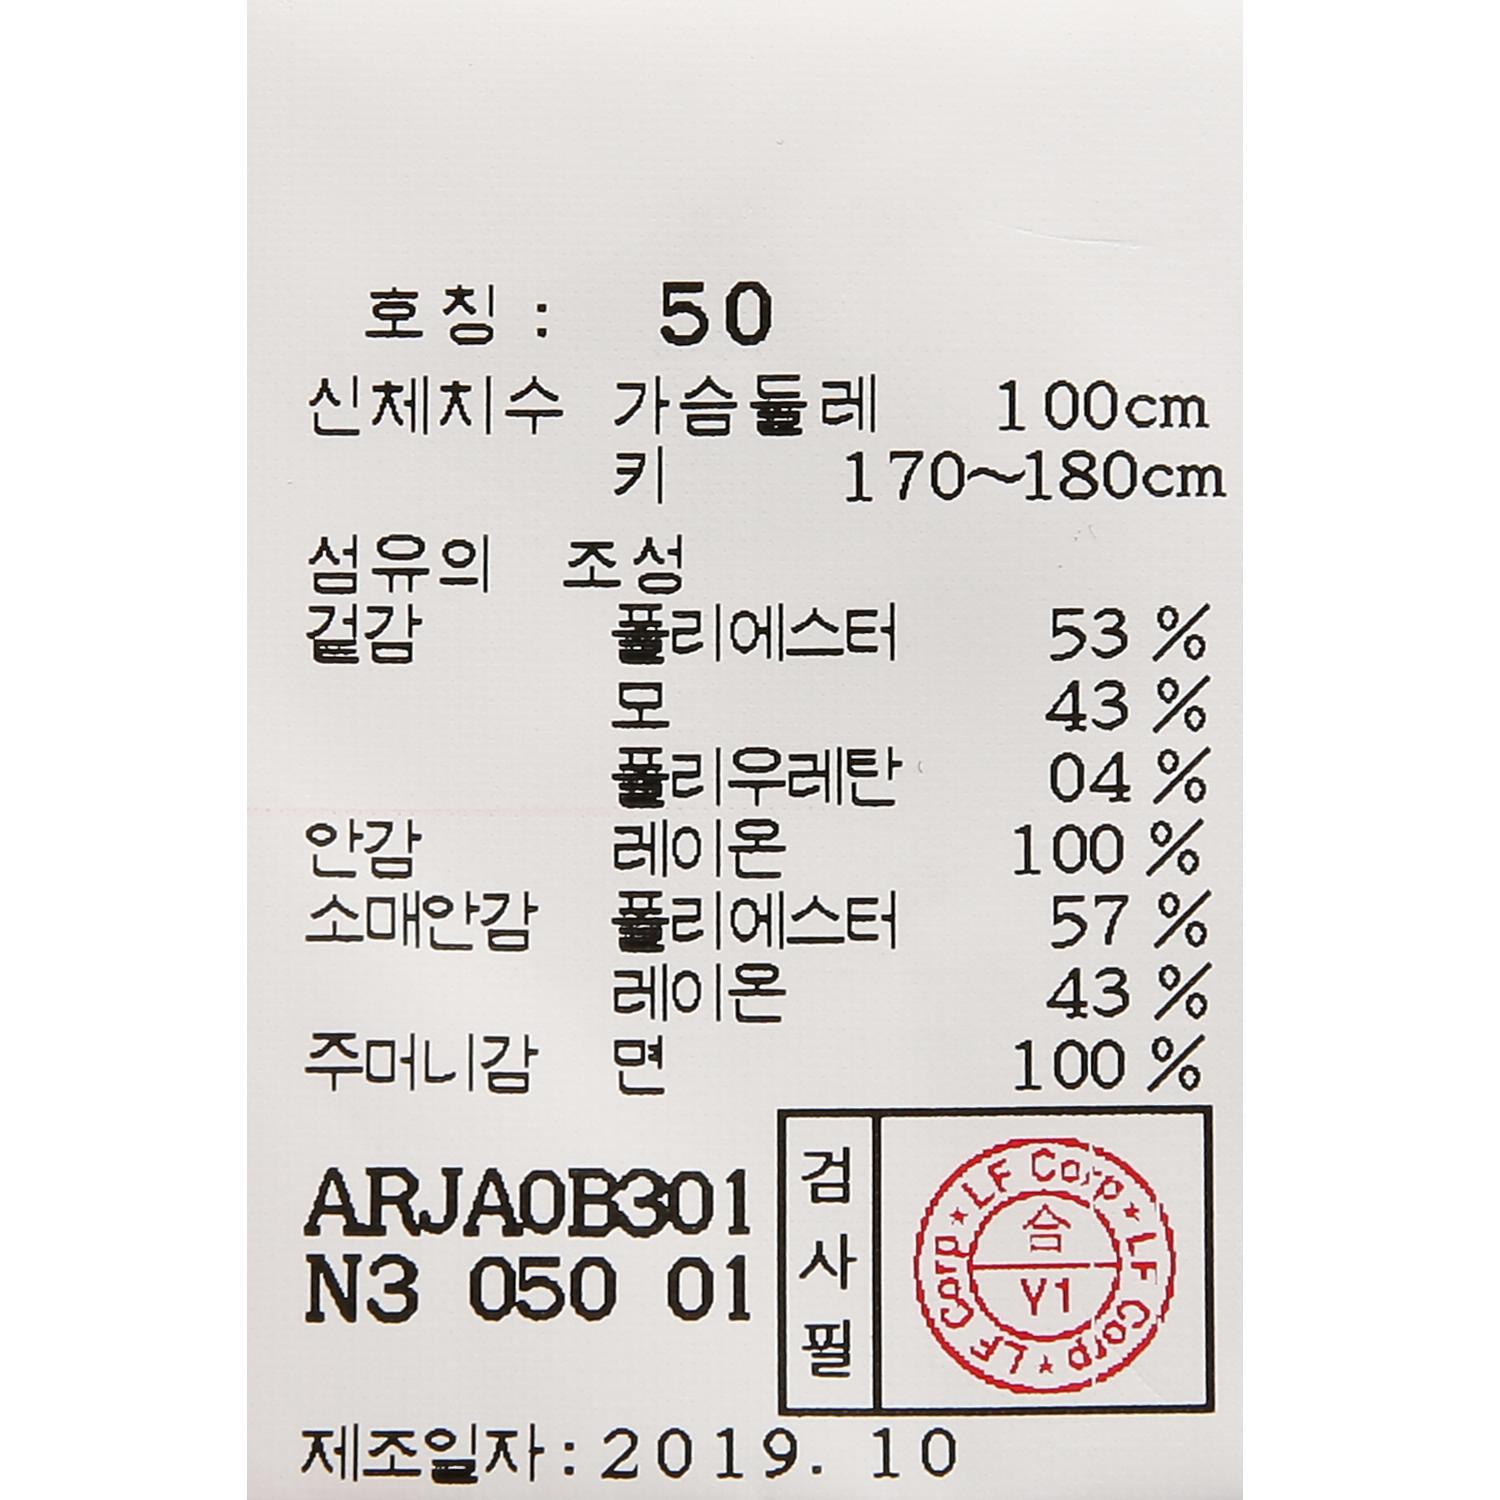 호칭: 50
신체치수 가슴둘레 100cm
키 170~180cm
섬유의 조성
겉감 폴리에스터 53 %
모 43 %
폴리우레탄 04 %
안감 레이온 100 %
소매안감 폴리에스터 57 %
레이온 43 %
주머니감 면 100 %
ARJA0B301
N3 050 01
검사필
LF Corp ★ LF Corp ★ LF Corp ★
合
Y1
제조일자: 2019. 10